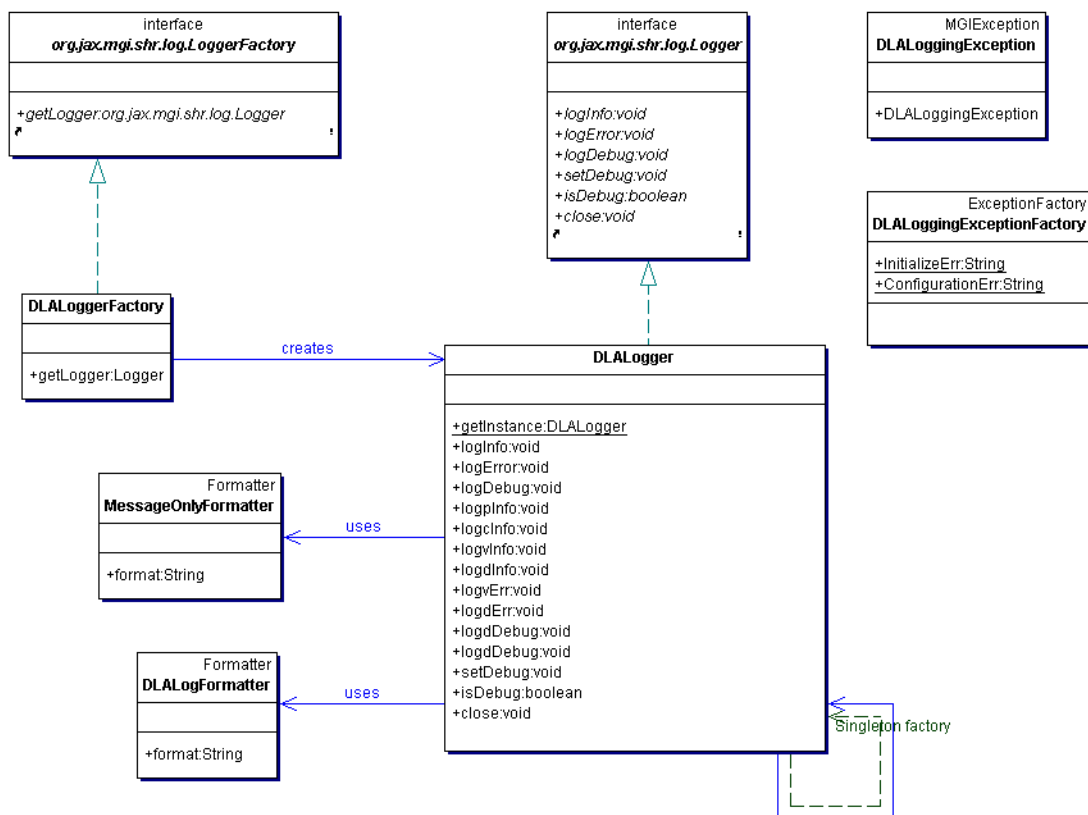 interface
org.jax.mgi.shr.log.LoggerFactory
+getLogger:org.jax.mgi.shr.log.Logger
interface
org.jax.mgi.shr.log.Logger
+logInfo:void
+logError:void
+logDebug:void
+setDebug:void
+isDebug:boolean
+close:void
MGIException
DLALoggingException
+DLALoggingException
ExceptionFactory
DLALoggingExceptionFactory
+InitializeErr:String
+ConfigurationErr:String
DLALoggerFactory
+getLogger:Logger
creates
DLALogger
+getInstance:DLALogger
+logInfo:void
+logError:void
+logDebug:void
+logpInfo:void
+logcInfo:void
+logvInfo:void
+logdInfo:void
+logvErr:void
+logdErr:void
+logdDebug:void
+logdDebug:void
+setDebug:void
+isDebug:boolean
+close:void
Formatter
MessageOnlyFormatter
+format:String
uses
Formatter
DLALogFormatter
+format:String
uses
Singleton factory